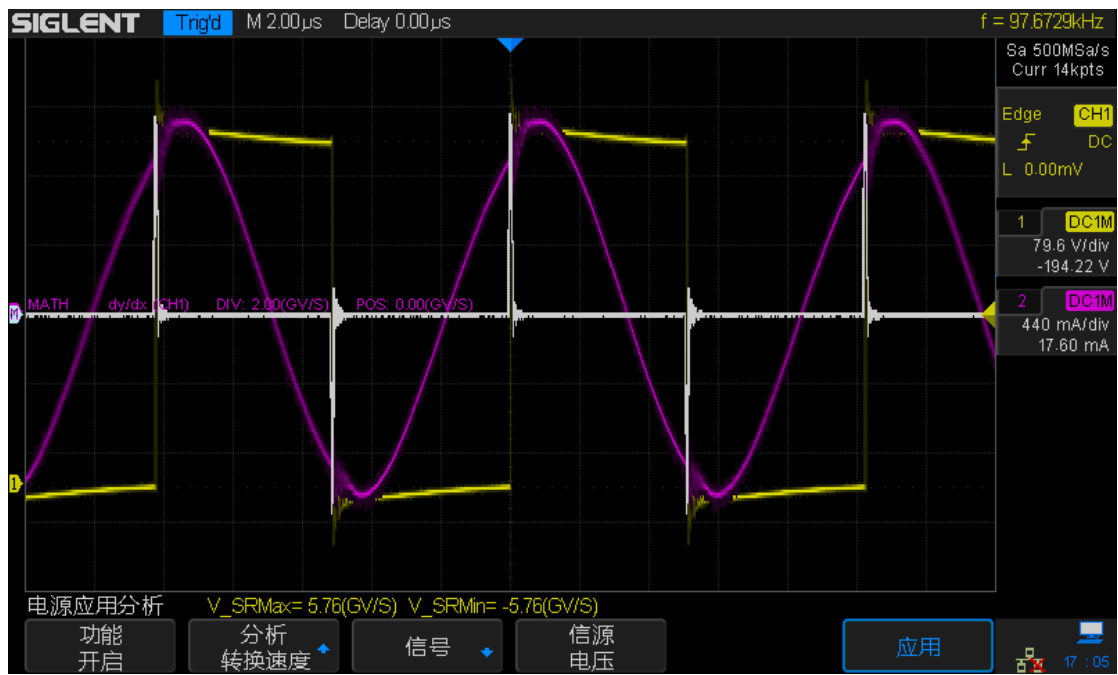 SIGLENT Trig'd M 2.00µs Delay 0.00µs f = 97.6729kHz
Sa 500MSa/s
Curr 14kpts
Edge CH1
DC
L 0.00mV
1 DC1M
79.6 V/div
-194.22 V
2 DC1M
440 mA/div
17.60 mA
M MATH dy/dx (CH1) DIV: 2.00(GV/S) POS: 0.00(GV/S)
1
电源应用分析 V_SRMax= 5.76(GV/S) V_SRMin= -5.76(GV/S)
功能
开启
分析
转换速度
信号
信源
电压
应用
17 : 05